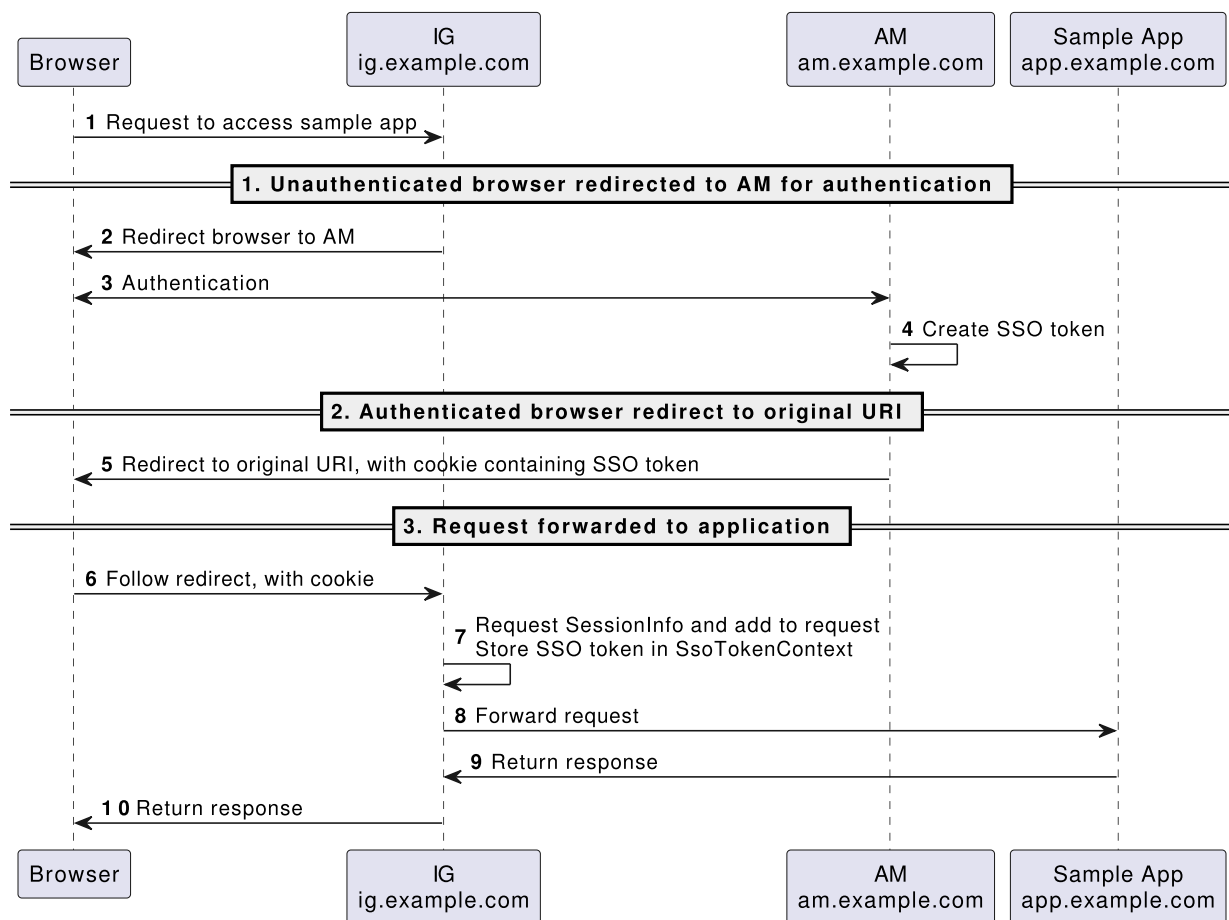 Browser
IG
ig.example.com
AM
am.example.com
Sample App
app.example.com
1 Request to access sample app
1. Unauthenticated browser redirected to AM for authentication
2 Redirect browser to AM
3 Authentication
4 Create SSO token
2. Authenticated browser redirect to original URI
5 Redirect to original URI, with cookie containing SSO token
3. Request forwarded to application
6 Follow redirect, with cookie
7 Request SessionInfo and add to request
Store SSO token in SsoTokenContext
8 Forward request
9 Return response
10 Return response
Browser
IG
ig.example.com
AM
am.example.com
Sample App
app.example.com